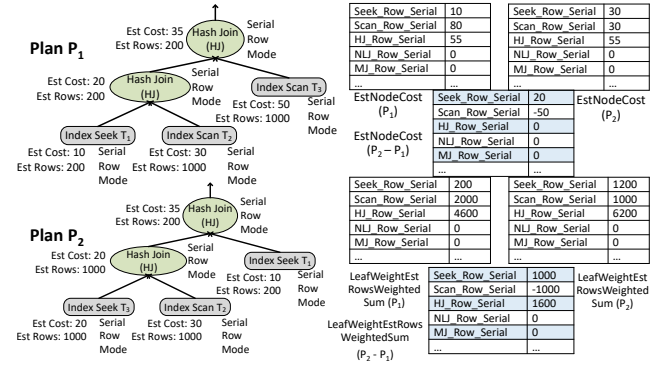 Plan P1
Est Cost: 35
Est Rows: 200
Hash Join
(HJ)
Serial
Row
Mode
Est Cost: 20
Est Rows: 200
Hash Join
(HJ)
Serial
Row
Mode
Index Scan T3
Est Cost: 50
Est Rows: 1000
Serial
Row
Mode
Index Seek T1
Est Cost: 10
Est Rows: 200
Serial
Row
Mode
Index Scan T2
Est Cost: 30
Est Rows: 1000
Serial
Row
Mode
Plan P2
Est Cost: 35
Est Rows: 200
Hash Join
(HJ)
Serial
Row
Mode
Est Cost: 20
Est Rows: 1000
Hash Join
(HJ)
Serial
Row
Mode
Index Seek T1
Est Cost: 10
Est Rows: 200
Serial
Row
Mode
Index Seek T3
Est Cost: 20
Est Rows: 1000
Serial
Row
Mode
Index Scan T2
Est Cost: 30
Est Rows: 1000
Serial
Row
Mode
Seek_Row_Serial 10
Scan_Row_Serial 80
HJ_Row_Serial 55
NLJ_Row_Serial 0
MJ_Row_Serial 0
... ...
EstNodeCost
(P1)
Seek_Row_Serial 30
Scan_Row_Serial 30
HJ_Row_Serial 55
NLJ_Row_Serial 0
MJ_Row_Serial 0
... ...
EstNodeCost
(P2)
EstNodeCost
(P2 – P1)
Seek_Row_Serial 20
Scan_Row_Serial -50
HJ_Row_Serial 0
NLJ_Row_Serial 0
MJ_Row_Serial 0
... ...
Seek_Row_Serial 200
Scan_Row_Serial 2000
HJ_Row_Serial 4600
NLJ_Row_Serial 0
MJ_Row_Serial 0
... ...
LeafWeightEst
RowsWeighted
Sum (P1)
Seek_Row_Serial 1200
Scan_Row_Serial 1000
HJ_Row_Serial 6200
NLJ_Row_Serial 0
MJ_Row_Serial 0
... ...
LeafWeightEst
RowsWeighted
Sum (P2)
LeafWeightEstRows
WeightedSum
(P2 - P1)
Seek_Row_Serial 1000
Scan_Row_Serial -1000
HJ_Row_Serial 1600
NLJ_Row_Serial 0
MJ_Row_Serial 0
... ...